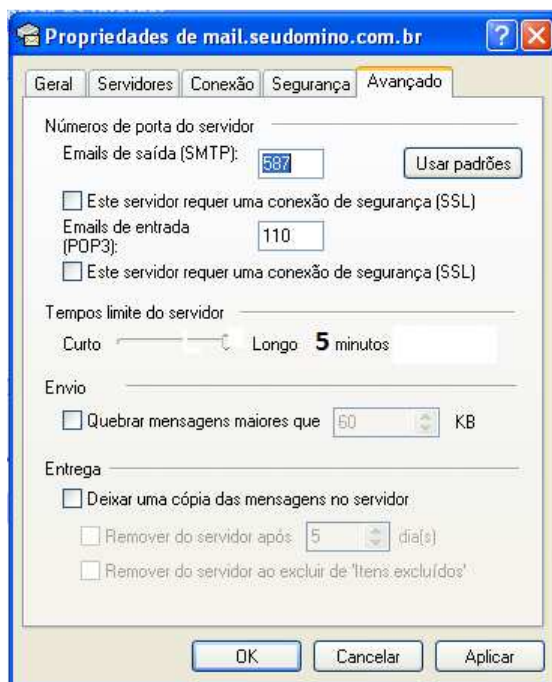 Propriedades de mail.seudomino.com.br
Geral Servidores Conexão Segurança Avançado
Números de porta do servidor
Emails de saída (SMTP): 587 Usar padrões
Este servidor requer uma conexão de segurança (SSL)
Emails de entrada
(POP3): 110
Este servidor requer uma conexão de segurança (SSL)
Tempos limite do servidor
Curto Longo 5 minutos
Envio
Quebrar mensagens maiores que 60 KB
Entrega
Deixar uma cópia das mensagens no servidor
Remover do servidor após 5 dia(s)
Remover do servidor ao excluir de 'Itens excluídos'
OK Cancelar Aplicar